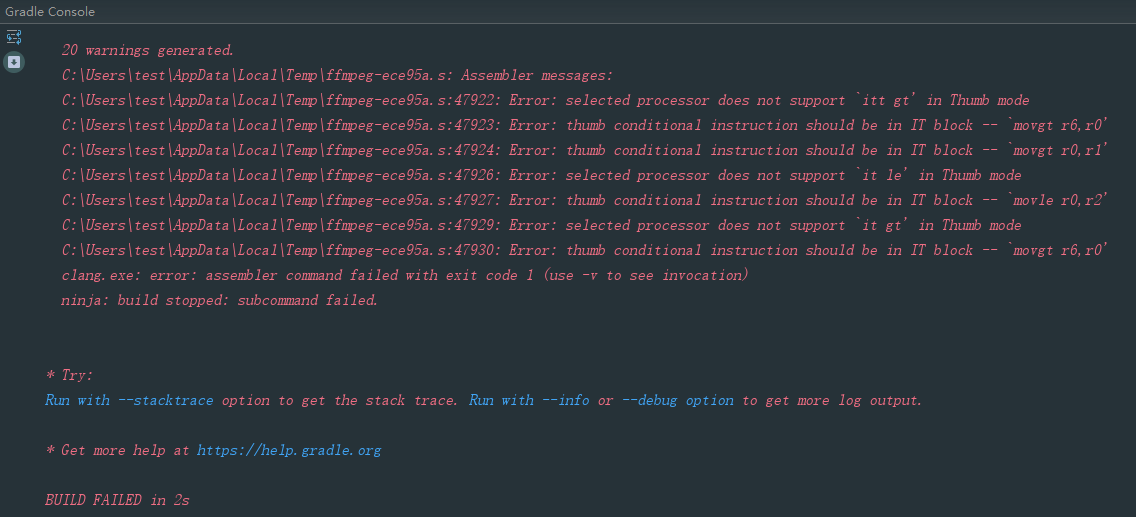 Gradle Console
20 warnings generated.
C:\Users\test\AppData\Local\Temp\ffmpeg-ece95a.s: Assembler messages:
C:\Users\test\AppData\Local\Temp\ffmpeg-ece95a.s:47922: Error: selected processor does not support `itt gt' in Thumb mode
C:\Users\test\AppData\Local\Temp\ffmpeg-ece95a.s:47923: Error: thumb conditional instruction should be in IT block -- `movgt r6,r0'
C:\Users\test\AppData\Local\Temp\ffmpeg-ece95a.s:47924: Error: thumb conditional instruction should be in IT block -- `movgt r0,r1'
C:\Users\test\AppData\Local\Temp\ffmpeg-ece95a.s:47926: Error: selected processor does not support `it le' in Thumb mode
C:\Users\test\AppData\Local\Temp\ffmpeg-ece95a.s:47927: Error: thumb conditional instruction should be in IT block -- `movle r0,r2'
C:\Users\test\AppData\Local\Temp\ffmpeg-ece95a.s:47929: Error: selected processor does not support `it gt' in Thumb mode
C:\Users\test\AppData\Local\Temp\ffmpeg-ece95a.s:47930: Error: thumb conditional instruction should be in IT block -- `movgt r6,r0'
clang.exe: error: assembler command failed with exit code 1 (use -v to see invocation)
ninja: build stopped: subcommand failed.
* Try:
Run with --stacktrace option to get the stack trace. Run with --info or --debug option to get more log output.
* Get more help at https://help.gradle.org
BUILD FAILED in 2s